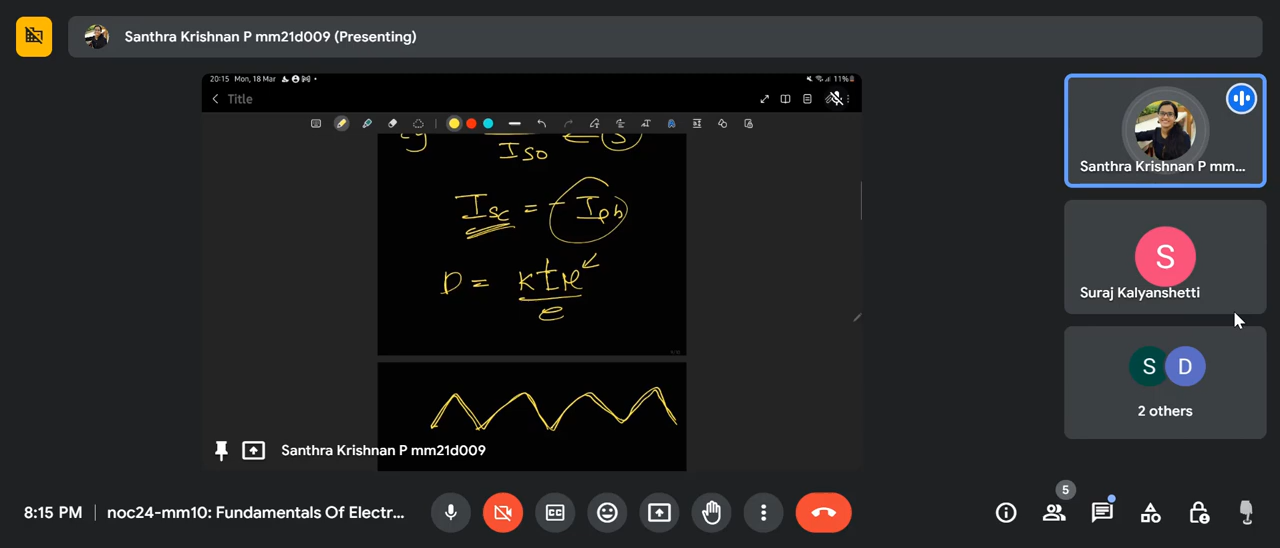 Santhra Krishnan P mm21d009 (Presenting)
20:15 Mon, 18 Mar
11%
Title
Iso
Isc = - Iph
D = kTμ
e
Santhra Krishnan P mm21d009
Santhra Krishnan P mm...
S
Suraj Kalyanshetti
S D
2 others
8:15 PM | noc24-mm10: Fundamentals Of Electr...
5